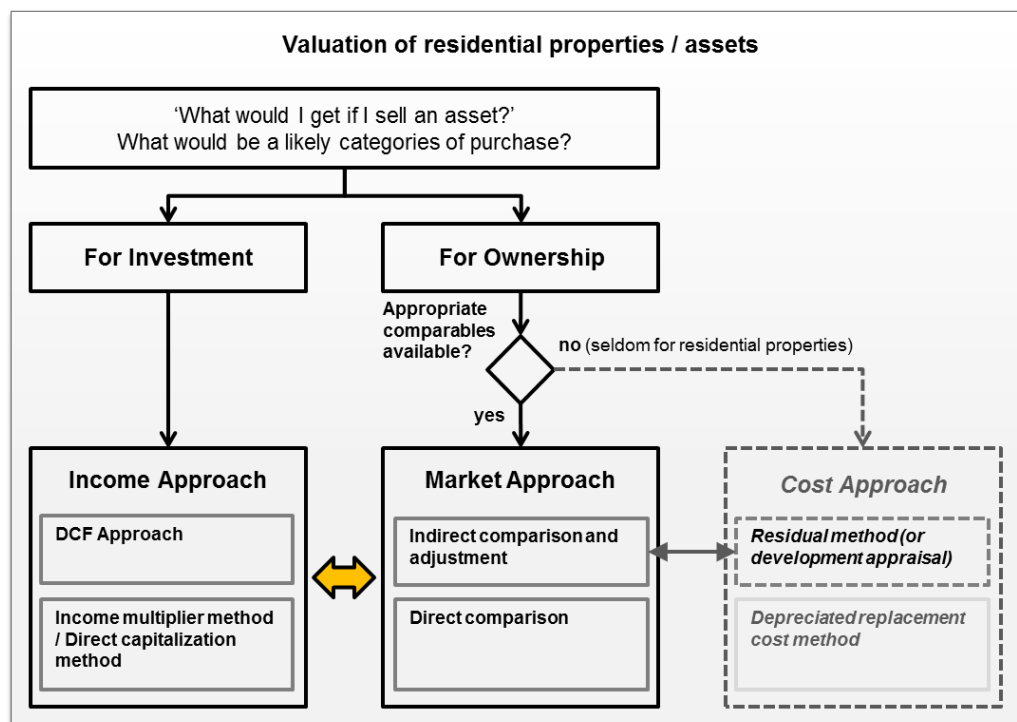 Valuation of residential properties / assets
‘What would I get if I sell an asset?’
What would be a likely categories of purchase?
For Investment
For Ownership
Appropriate
comparables
available?
no (seldom for residential properties)
yes
Income Approach
DCF Approach
Income multiplier method
/ Direct capitalization
method
Market Approach
Indirect comparison and
adjustment
Direct comparison
Cost Approach
Residual method (or
development appraisal)
Depreciated replacement
cost method